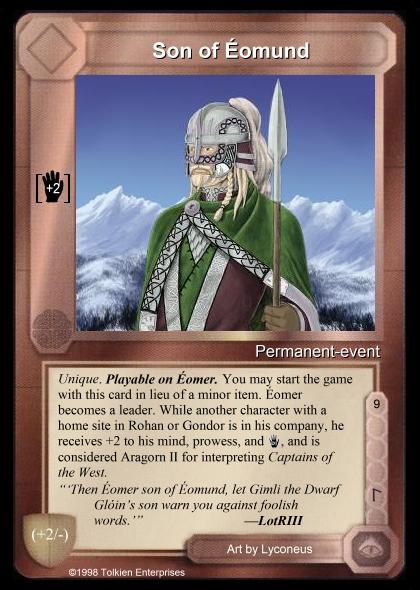 Son of Éomund
[+2]
Permanent-event
Unique. Playable on Éomer. You may start the game
with this card in lieu of a minor item. Éomer
becomes a leader. While another character with a
home site in Rohan or Gondor is in his company, he
receives +2 to his mind, prowess, and , and is
considered Aragorn II for interpreting Captains of
the West.
“‘Then Éomer son of Éomund, let Gimli the Dwarf
Glóin's son warn you against foolish
words.’” —LotRIII
9
(+2/-)
Art by Lyconeus
©1998 Tolkien Enterprises